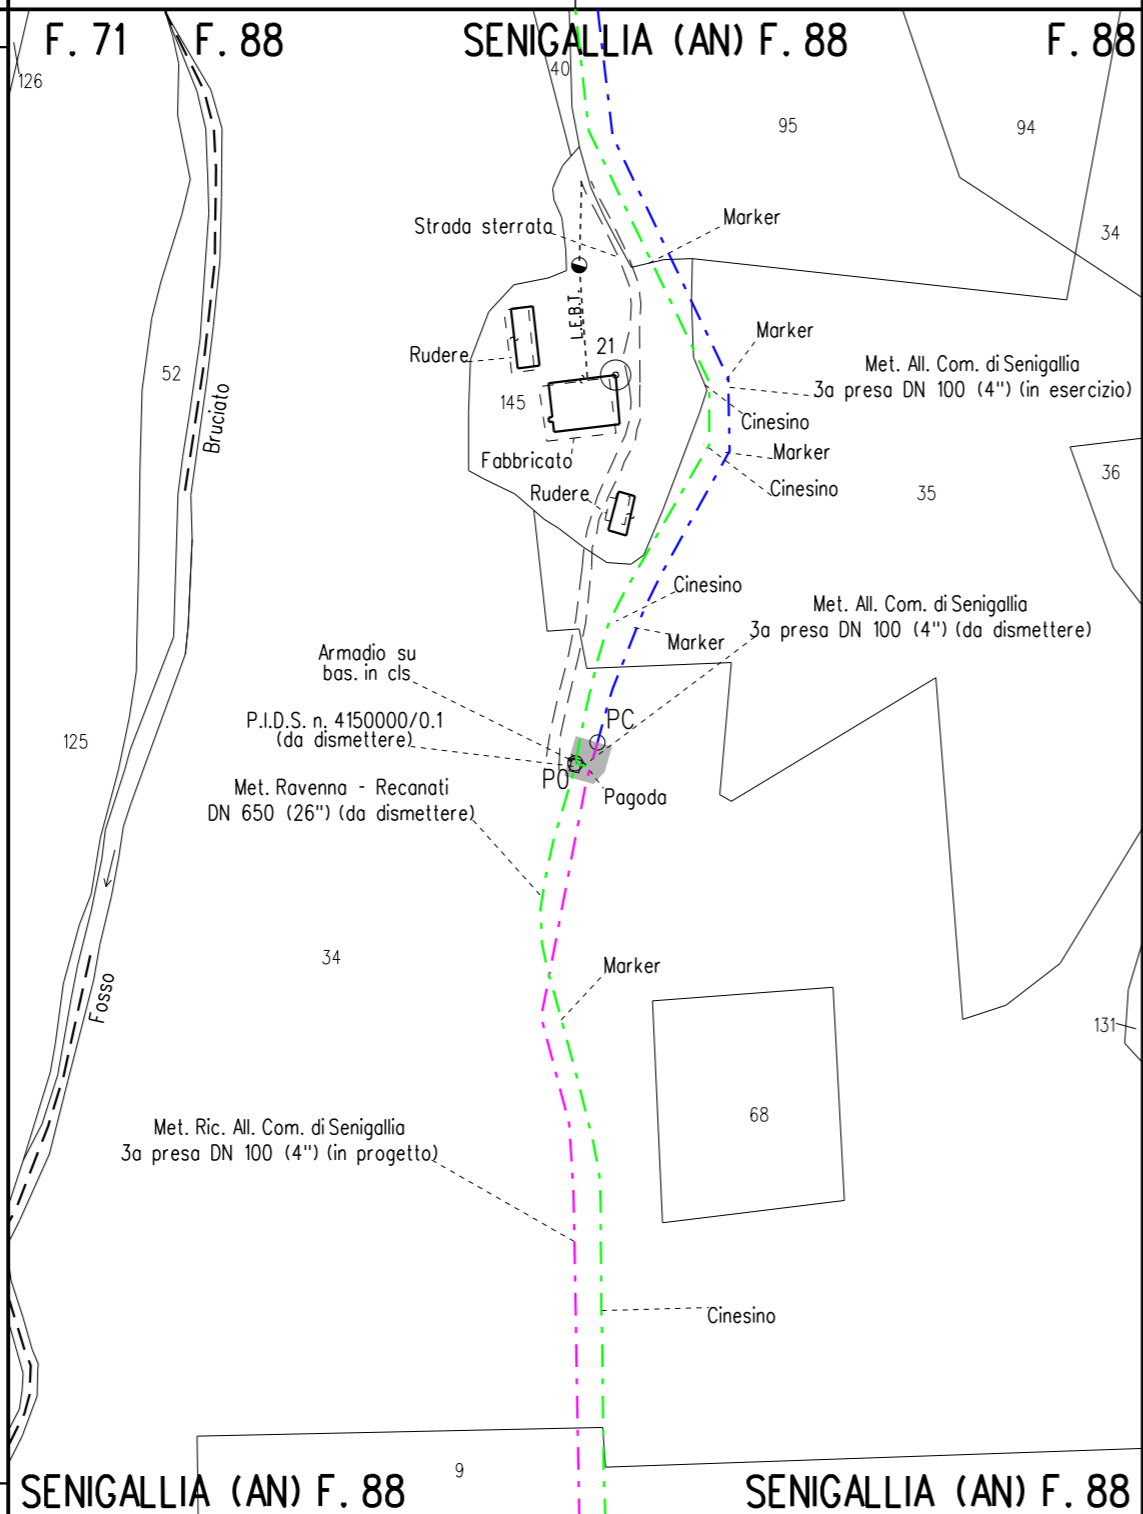 F. 71
F. 88
SENIGALLIA (AN) F. 88
F. 88
126
40
95
94
Strada sterrata
Marker
34
L.E.B.T.
Marker
21
Rudere
Met. All. Com. di Senigallia
3a presa DN 100 (4") (in esercizio)
52
145
Bruciato
Cinesino
Marker
Fabbricato
36
Cinesino
Rudere
35
Cinesino
Met. All. Com. di Senigallia
3a presa DN 100 (4") (da dismettere)
Marker
Armadio su
bas. in cls
PC
P.I.D.S. n. 4150000/0.1
(da dismettere)
125
P0
Met. Ravenna - Recanati
DN 650 (26") (da dismettere)
Pagoda
34
Marker
Fosso
131
68
Met. Ric. All. Com. di Senigallia
3a presa DN 100 (4") (in progetto)
Cinesino
9
SENIGALLIA (AN) F. 88
SENIGALLIA (AN) F. 88